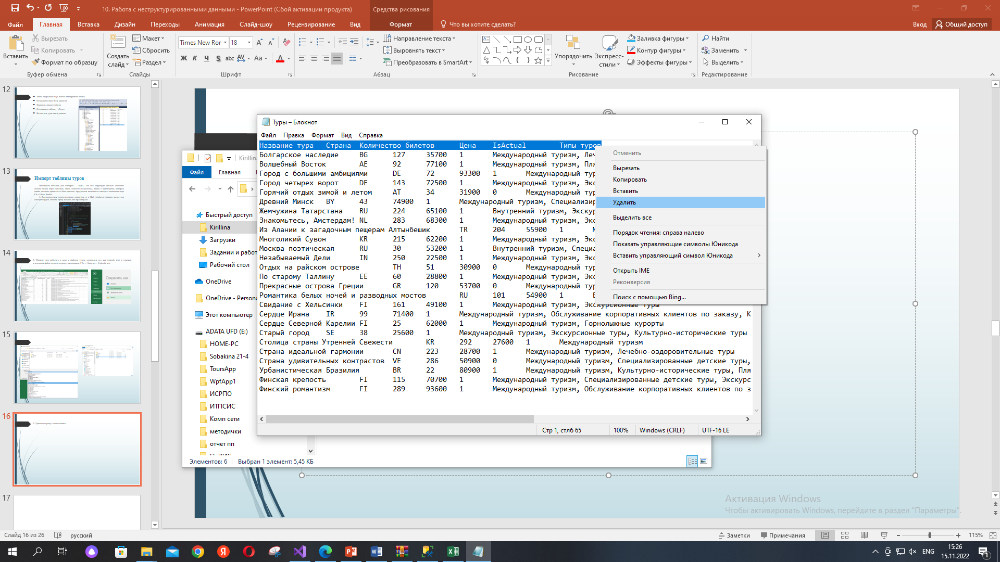 10. Работа с неструктурированными данными - PowerPoint (Сбой активации продукта)
Средства рисования
Файл
Главная
Вставка
Дизайн
Переходы
Анимация
Слайд-шоу
Рецензирование
Вид
Формат
Что вы хотите сделать?
Вход
Общий доступ
Вставить
Вырезать
Копировать
Формат по образцу
Буфер обмена
Создать слайд
Макет
Сбросить
Раздел
Слайды
Times New Ror
18
Ж К Ч S abc AV Aa A
Шрифт
Направление текста
Выровнять текст
Преобразовать в SmartArt
Абзац
Упорядочить
Экспресс-стили
Заливка фигуры
Контур фигуры
Эффекты фигуры
Рисование
Найти
Заменить
Выделить
Редактирование
12
13
Импорт таблицы туров
14
15
16
17
Kirillina
Файл
Главная
Быстрый доступ
Kirillina
Загрузки
Задании и работ
Рабочий стол
OneDrive
OneDrive - Persona
Этот компьютер
ADATA UFD (E:)
HOME-PC
Sobakina 21-4
ToursApp
WpfApp1
ИСРПО
ИТПСИС
Комп сети
методички
отчет пп
Элементов: 6
Выбран 1 элемент: 5,45 КБ
Туры – Блокнот
Файл Правка Формат Вид Справка
Название тура Страна Количество билетов Цена IsActual Типы туров
Болгарское наследие BG 127 35700 1 Международный туризм, Леч
Волшебный Восток AE 92 77100 1 Международный туризм, Пля
Город с большими амбициями DE 72 93300 1 Международный тур
Город четырех ворот DE 143 72500 1 Международный туризм, Экс
Горячий отдых зимой и летом AT 34 31900 0 Международный тур
Древний Минск BY 43 74900 1 Международный туризм, Специализир
Жемчужина Татарстана RU 224 65100 1 Внутренний туризм, Экскур
Знакомьтесь, Амстердам! NL 283 68300 1 Международный туризм, Экс
Из Алании к загадочным пещерам Алтынбешик TR 204 55900 1
Многоликий Сувон KR 215 62200 1 Международный туризм, Экс
Москва поэтическая RU 30 53200 1 Внутренний туризм, Специа
Незабываемый Дели IN 250 22500 1 Международный туризм, Экс
Отдых на райском острове TH 51 30900 0 Международный тур
По старому Таллину EE 60 28800 1 Международный туризм, Экс
Прекрасные острова Греции GR 120 53700 0 Международный тур
Романтика белых ночей и разводных мостов RU 101 54900 1
Свидание с Хельсинки FI 161 49100 1 Международный туризм, Экскурсионные туры
Сердце Ирана IR 99 71400 1 Международный туризм, Обслуживание корпоративных клиентов по заказу, К
Сердце Северной Карелии FI 25 62000 1 Международный туризм, Горнолыжные курорты
Старый город SE 38 25600 1 Международный туризм, Экскурсионные туры, Культурно-исторические туры
Столица страны Утренней Свежести KR 292 27600 1 Международный туризм
Страна идеальной гармонии CN 223 28700 1 Международный туризм, Лечебно-оздоровительные туры
Страна удивительных контрастов VE 286 50900 0 Международный туризм, Специализированные детские туры,
Урбанистическая Бразилия BR 22 80900 1 Международный туризм, Культурно-исторические туры, Пля
Финская крепость FI 115 70700 1 Международный туризм, Специализированные детские туры, Экскурс
Финский романтизм FI 289 93600 1 Международный туризм, Обслуживание корпоративных клиентов по з
Стр 1, стлб 65
100%
Windows (CRLF)
UTF-16 LE
Отменить
Вырезать
Копировать
Вставить
Удалить
Выделить все
Порядок чтения: справа налево
Показать управляющие символы Юникода
Вставить управляющий символ Юникода
Открыть IME
Реконверсия
Поиск с помощью Bing...
Активация Windows
Чтобы активировать Windows, перейдите в раздел "Параметры".
Слайд 16 из 26
русский
Заметки
Примечания
115%
ENG
15:26
15.11.2022
1